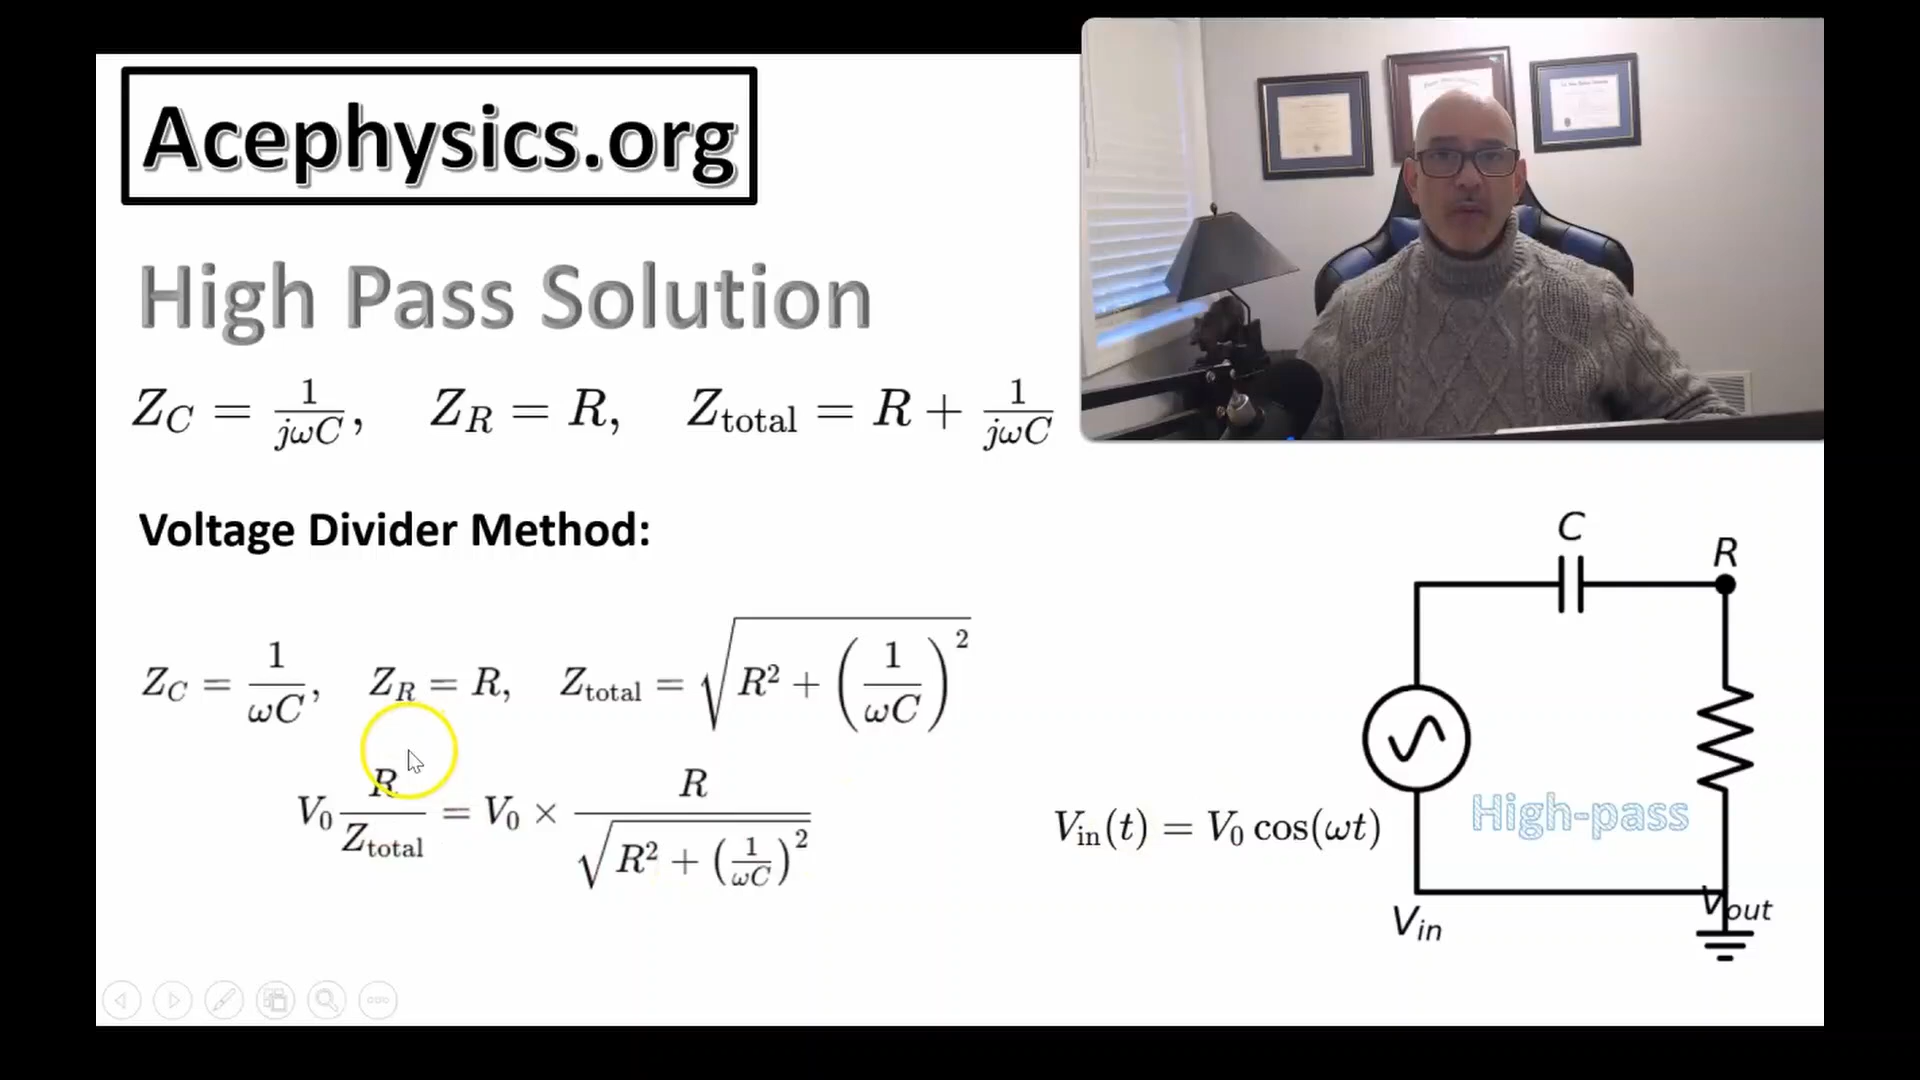 Acephysics.org
High Pass Solution
Z_C = 1/(jωC), Z_R = R, Z_total = R + 1/(jωC)
Voltage Divider Method:
Z_C = 1/(ωC), Z_R = R, Z_total = √(R² + (1/(ωC))²)
V₀ R/Z_total = V₀ × R/√(R² + (1/(ωC))²)
C
R
High-pass
V_in(t) = V₀ cos(ωt)
V_in
V_out